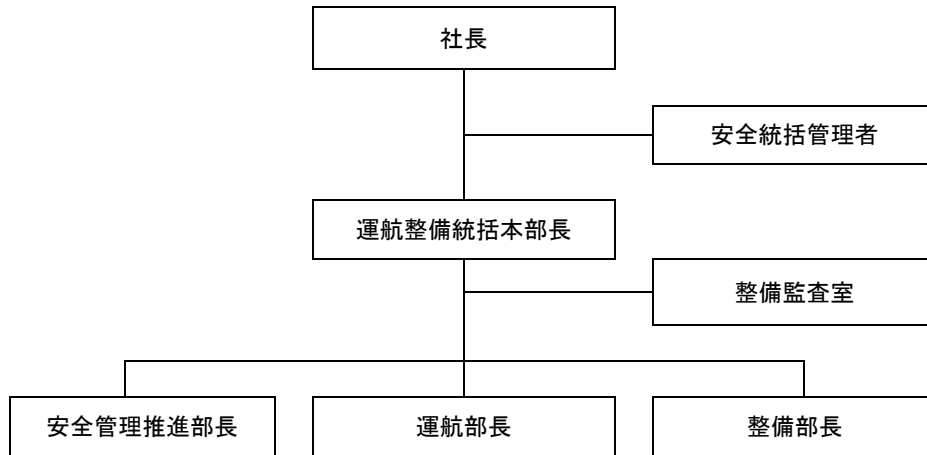 社長
安全統括管理者
運航整備統括本部長
整備監査室
安全管理推進部長
運航部長
整備部長